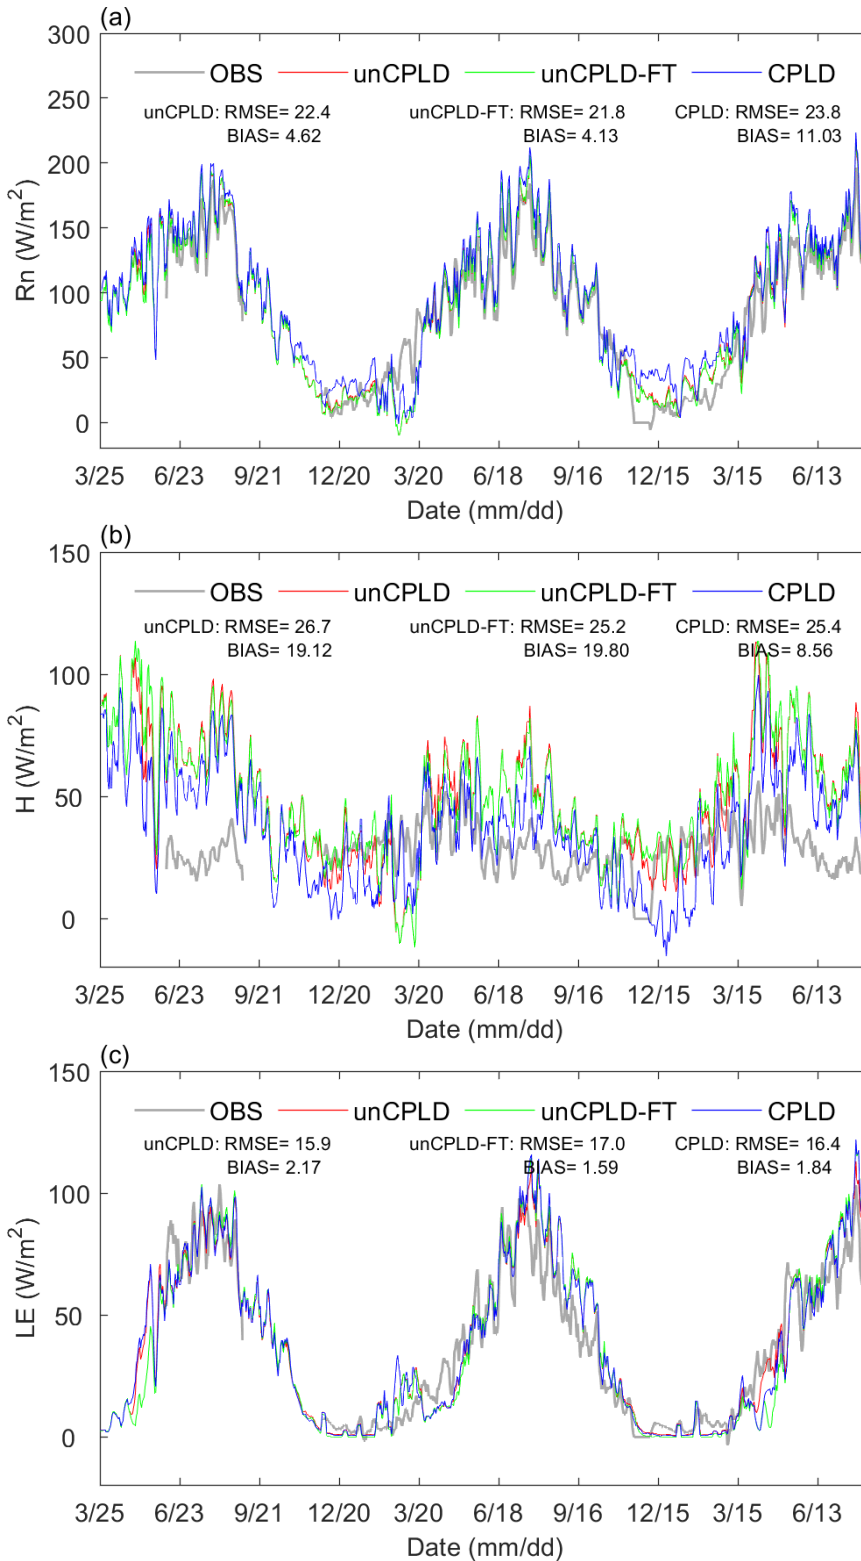 (a)
300
250
200
150
100
50
0
Rn (W/m²)
OBS unCPLD unCPLD-FT CPLD
unCPLD: RMSE= 22.4 unCPLD-FT: RMSE= 21.8 CPLD: RMSE= 23.8
BIAS= 4.62 BIAS= 4.13 BIAS= 11.03
3/25 6/23 9/21 12/20 3/20 6/18 9/16 12/15 3/15 6/13
Date (mm/dd)
(b)
150
100
50
0
H (W/m²)
OBS unCPLD unCPLD-FT CPLD
unCPLD: RMSE= 26.7 unCPLD-FT: RMSE= 25.2 CPLD: RMSE= 25.4
BIAS= 19.12 BIAS= 19.80 BIAS= 8.56
3/25 6/23 9/21 12/20 3/20 6/18 9/16 12/15 3/15 6/13
Date (mm/dd)
(c)
150
100
50
0
LE (W/m²)
OBS unCPLD unCPLD-FT CPLD
unCPLD: RMSE= 15.9 unCPLD-FT: RMSE= 17.0 CPLD: RMSE= 16.4
BIAS= 2.17 BIAS= 1.59 BIAS= 1.84
3/25 6/23 9/21 12/20 3/20 6/18 9/16 12/15 3/15 6/13
Date (mm/dd)